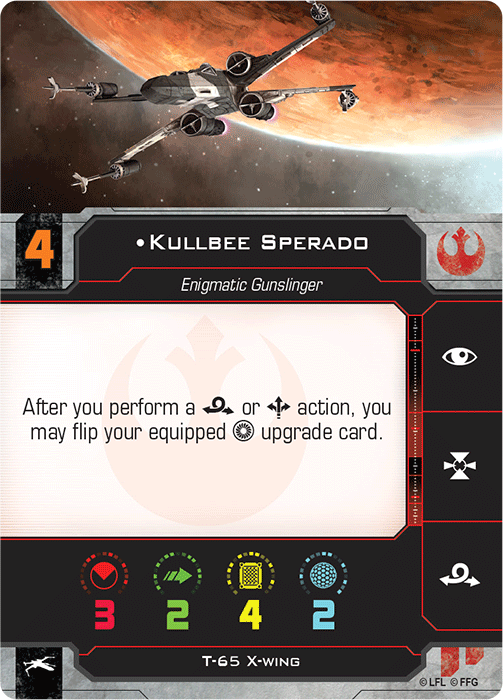 4
•Kullbee Sperado
Enigmatic Gunslinger
After you perform a or action, you
may flip your equipped upgrade card.
3 2 4 2
T-65 X-wing
© LFL © FFG